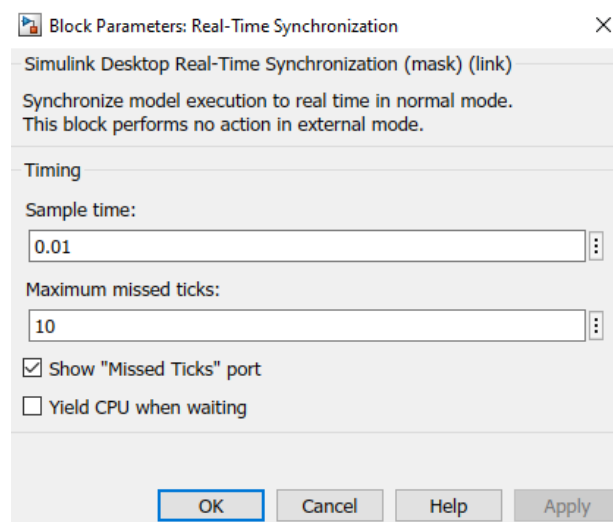 Block Parameters: Real-Time Synchronization
Simulink Desktop Real-Time Synchronization (mask) (link)
Synchronize model execution to real time in normal mode.
This block performs no action in external mode.
Timing
Sample time:
0.01
Maximum missed ticks:
10
Show "Missed Ticks" port
Yield CPU when waiting
OK Cancel Help Apply